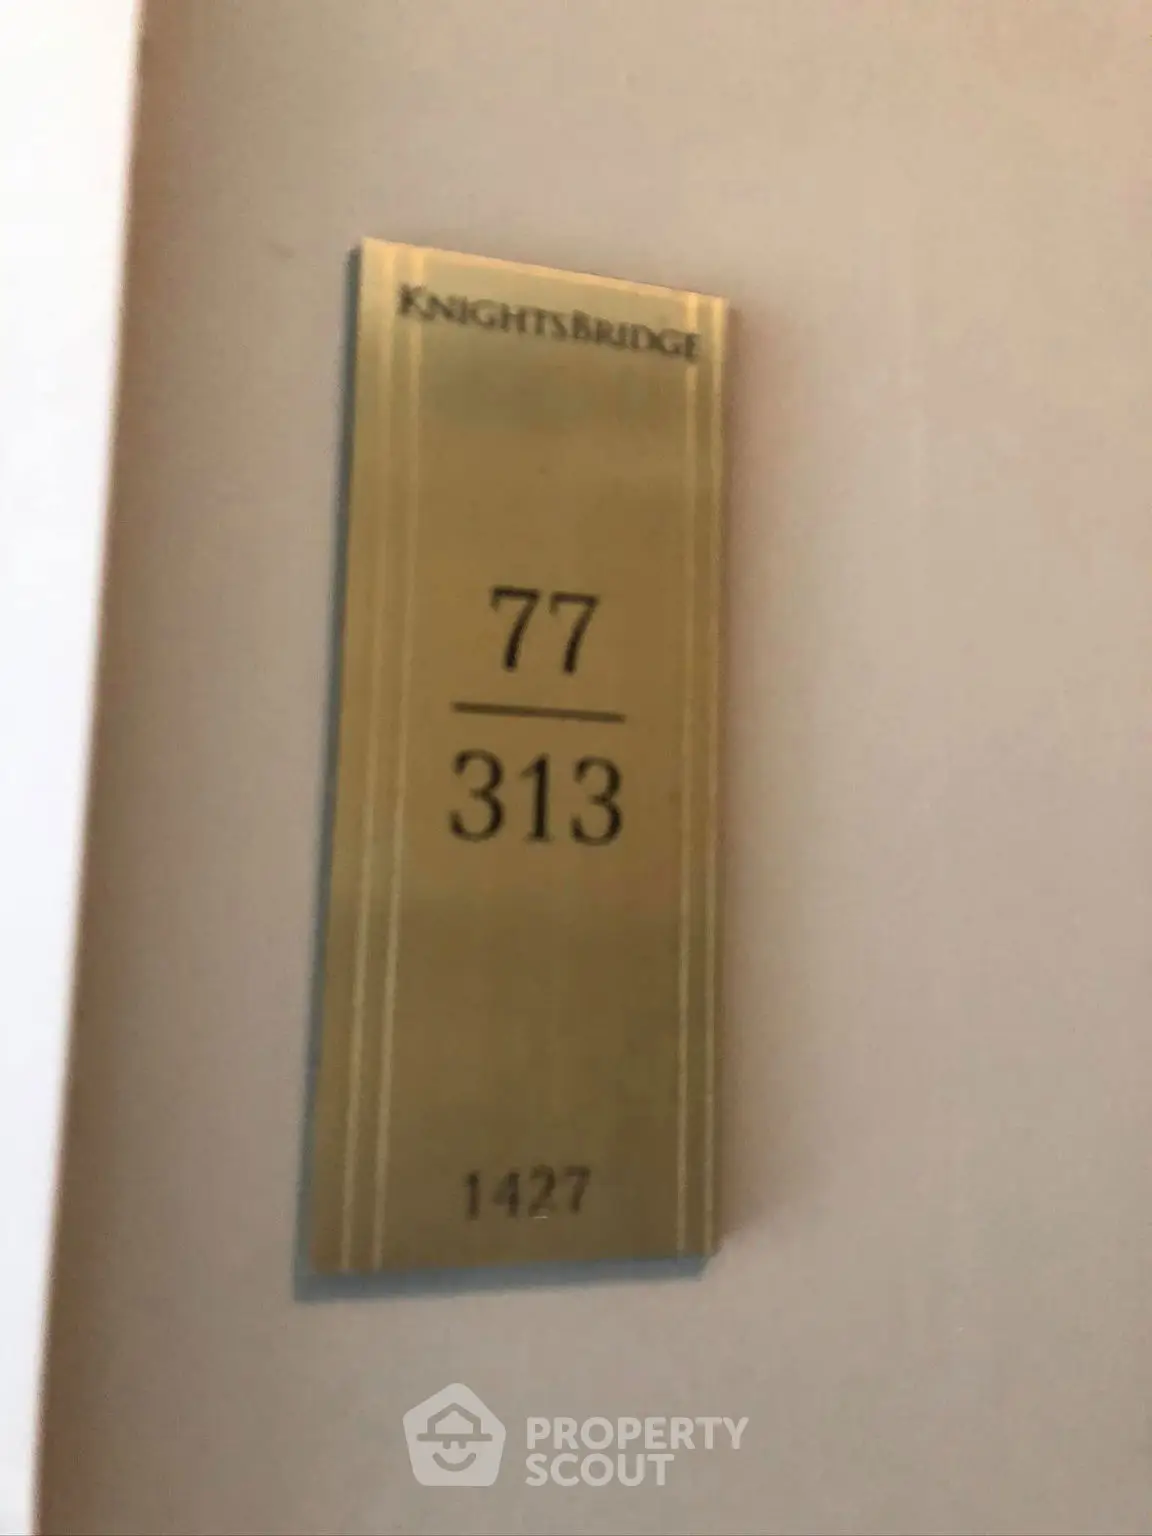 KNIGHTSBRIDGE
77
313
1427
PROPERTY
SCOUT